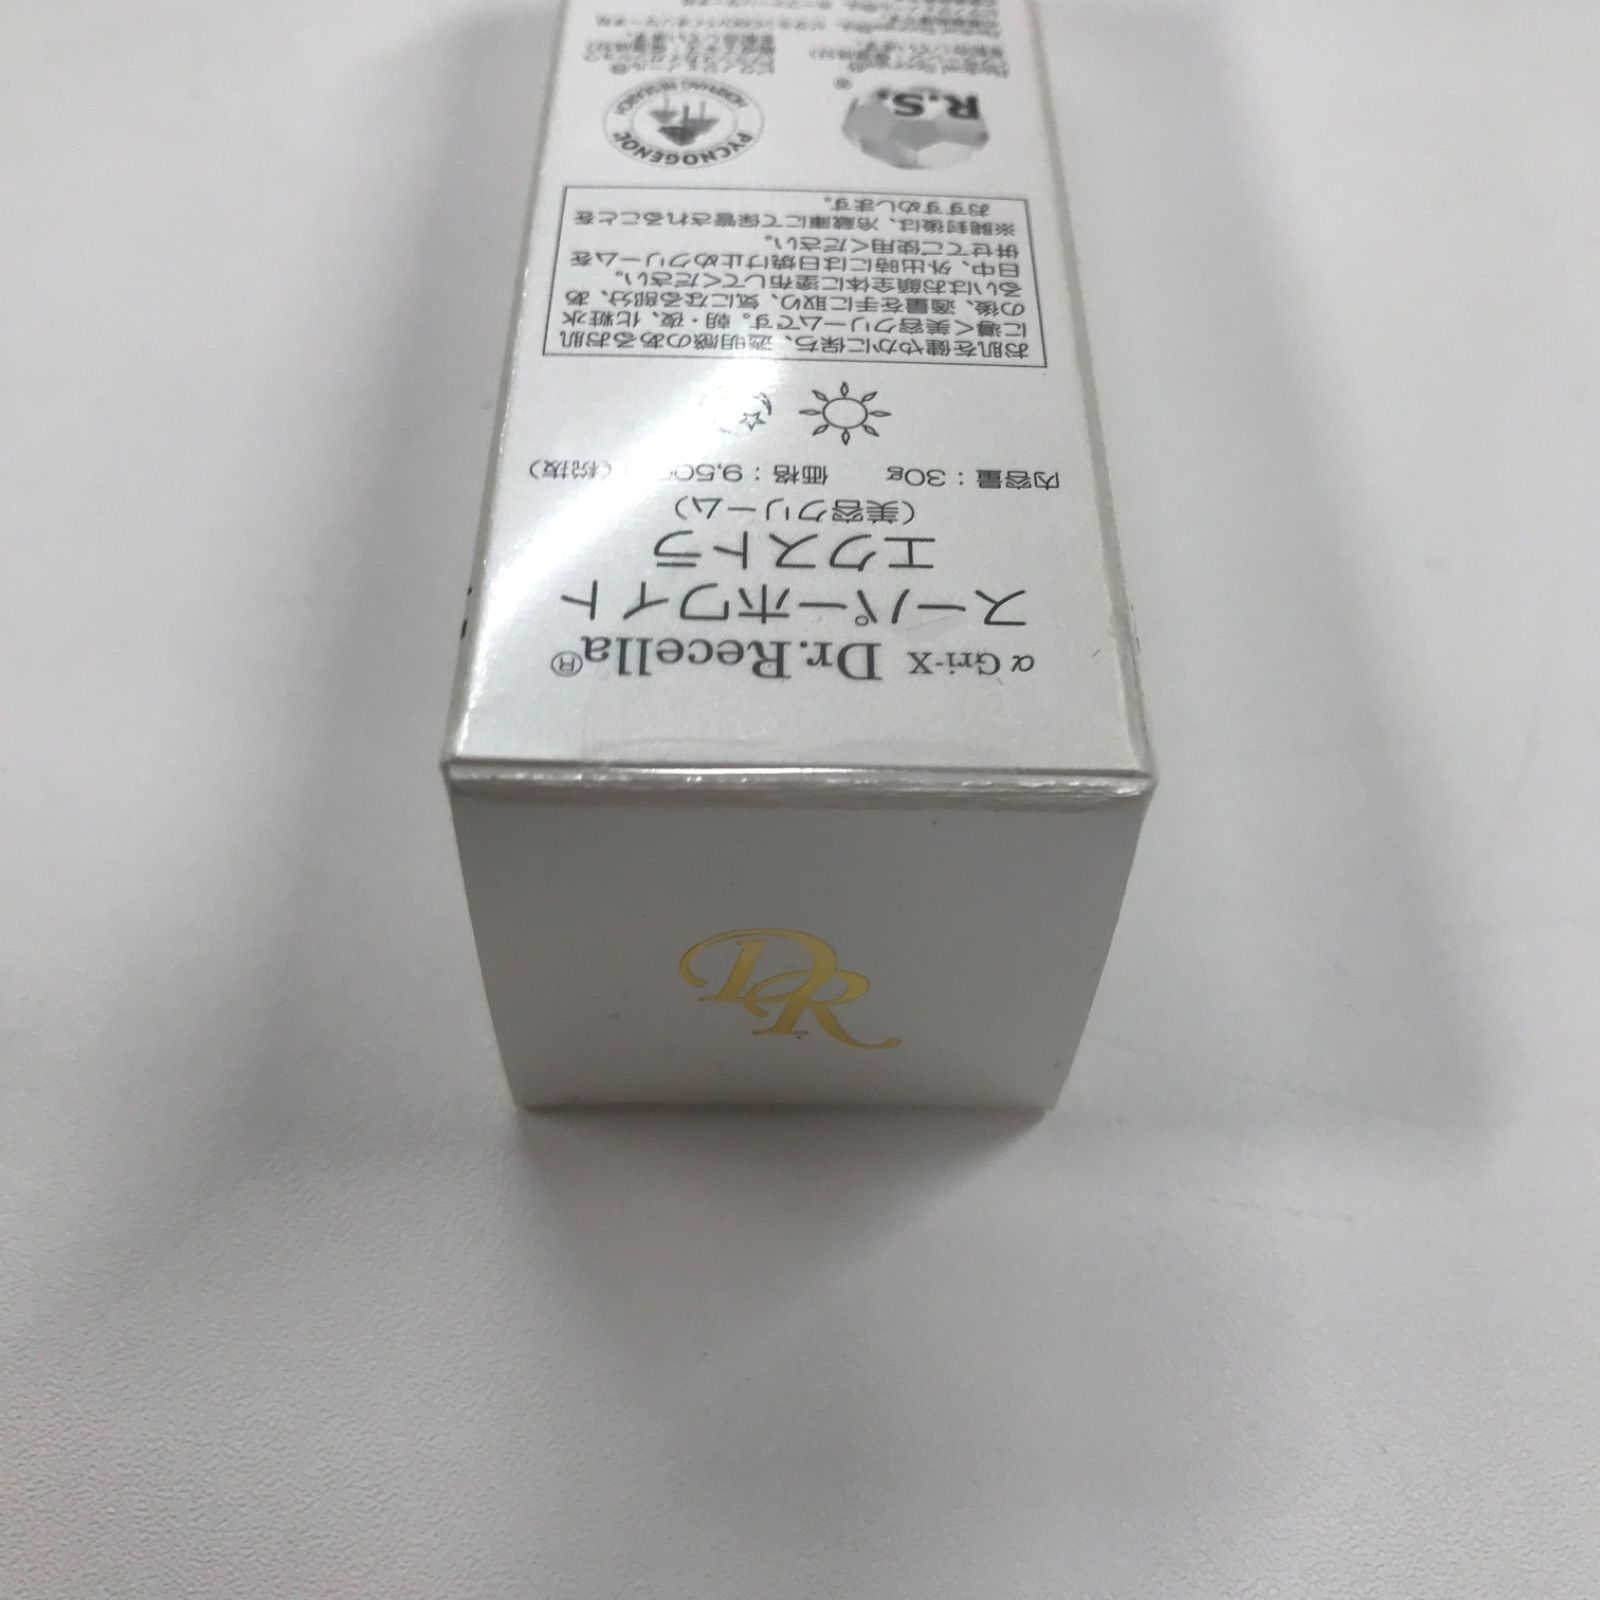 α Gri-X Dr.Recella®
スーパーホワイト
エクストラ
(美容クリーム)
内容量：30g 価格：9,50 (税抜)
お肌を健やかに保ち、透明感のあるお肌
に導く美容クリームです。朝・夜、化粧水
の後、適量を手に取り、気になる部分、あ
るいはお顔全体に塗布してください。
日中、外出時には日焼け止めクリームを
併せてご使用ください。
※開封後は、冷蔵庫にて保管されることを
おすすめします。
R.S.®
PYCNOGENOL
HORPHAG RESEARCH
DR